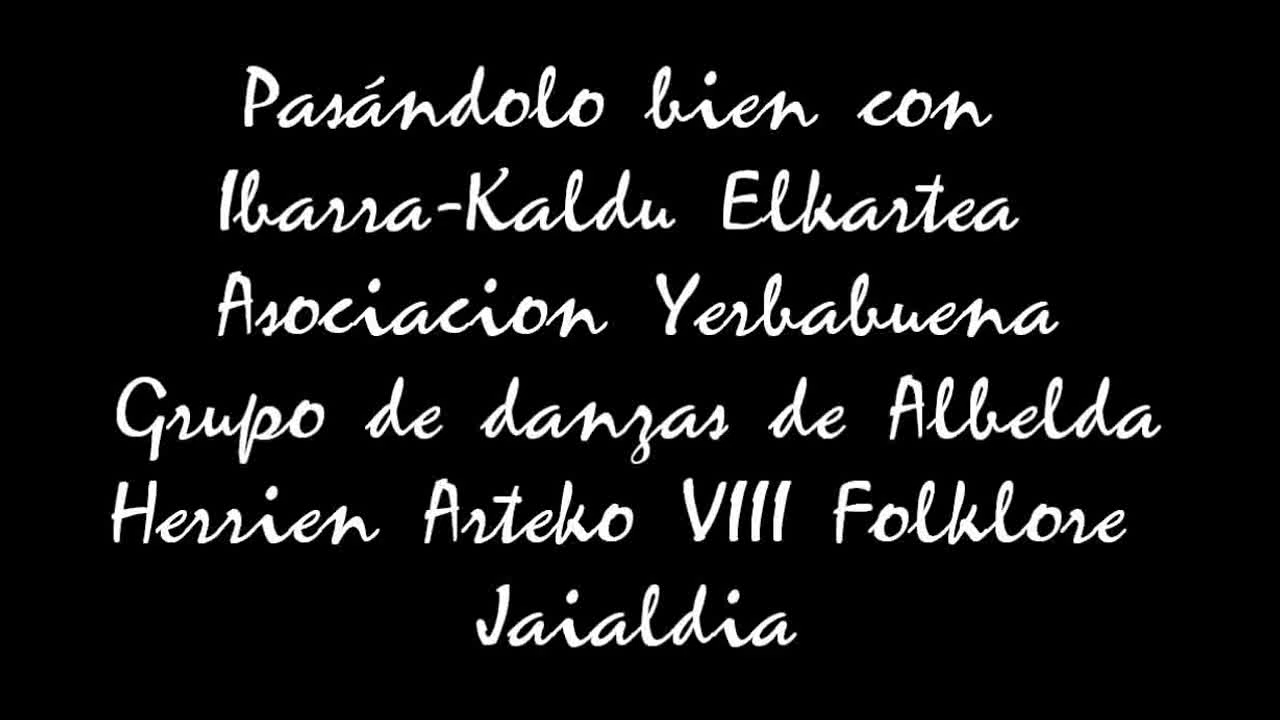 Pasándolo bien con
Ibarra-Kaldu Elkartea
Asociacion Yerbabuena
Grupo de danzas de Albelda
Herrien Arteko VIII Folklore
Jaialdia